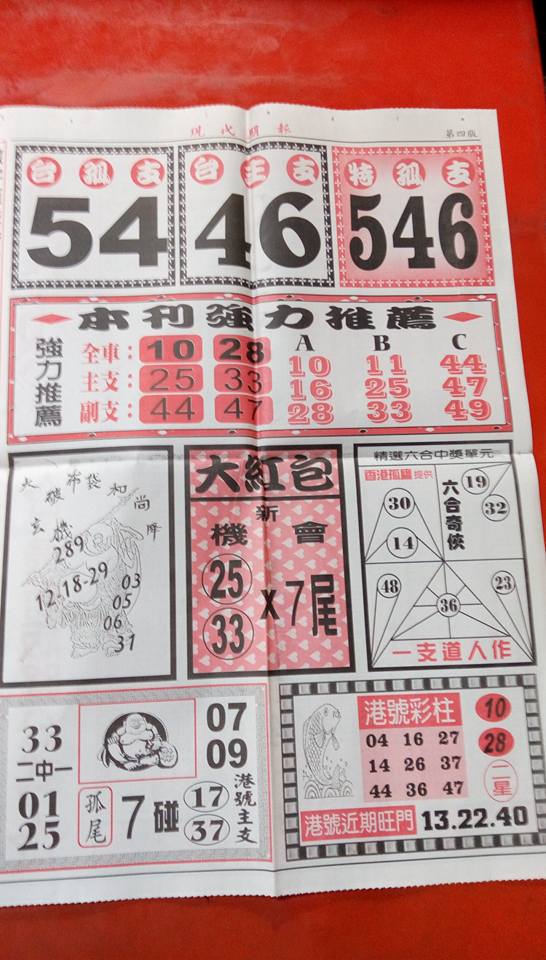 現代關報
第四版
台孤支
54
台主支
46
特孤支
546
本刊強力推薦
強力推薦
全車：10 28
主支：25 33
副支：44 47
A B C
10 11 44
16 25 47
28 33 49
大破布袋和尚降
玄機
289
12-18-29
03
05
06
31
大紅包
新機會
25
33
x7尾
精選六合中獎單元
香港孤驥提供
六合奇俠
19
32
30
14
48
23
36
一支道人作
33
二中一
01
25
孤尾
7碰
07
09
17
37
港號主支
港號彩柱
04 16 27
14 26 37
44 36 47
10
28
二星
港號近期旺門 13.22.40